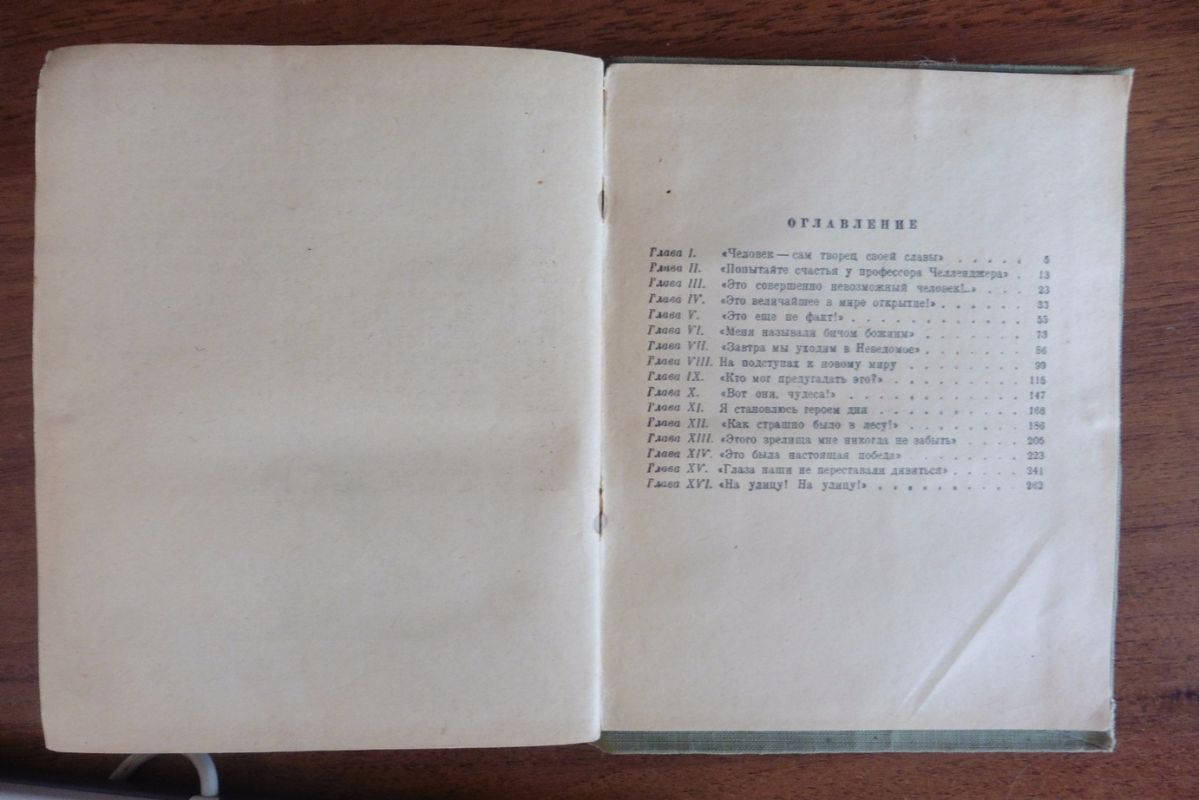 ОГЛАВЛЕНИЕ
Глава I. «Человек — сам творец своей славы» . . . . . 5
Глава II. «Попытайте счастья у профессора Челленджера» . 13
Глава III. «Это совершенно невозможный человек!..» . . . 23
Глава IV. «Это величайшее в мире открытие!» . . . . . 33
Глава V. «Это еще не факт!» . . . . . . . . . . . . 55
Глава VI. «Меня называли бичом божиим» . . . . . . . 73
Глава VII. «Завтра мы уходим в Неведомое» . . . . . . . 86
Глава VIII. На подступах к новому миру . . . . . . . . 99
Глава IX. «Кто мог предугадать это?» . . . . . . . . . 115
Глава X. «Вот они, чудеса!» . . . . . . . . . . . . 147
Глава XI. Я становлюсь героем дня . . . . . . . . . . 166
Глава XII. «Как страшно было в лесу!» . . . . . . . . 186
Глава XIII. «Этого зрелища мне никогда не забыть» . . . . 205
Глава XIV. «Это была настоящая победа» . . . . . . . . 223
Глава XV. «Глаза наши не переставали дивиться» . . . . . 241
Глава XVI. «На улицу! На улицу!» . . . . . . . . . . 263